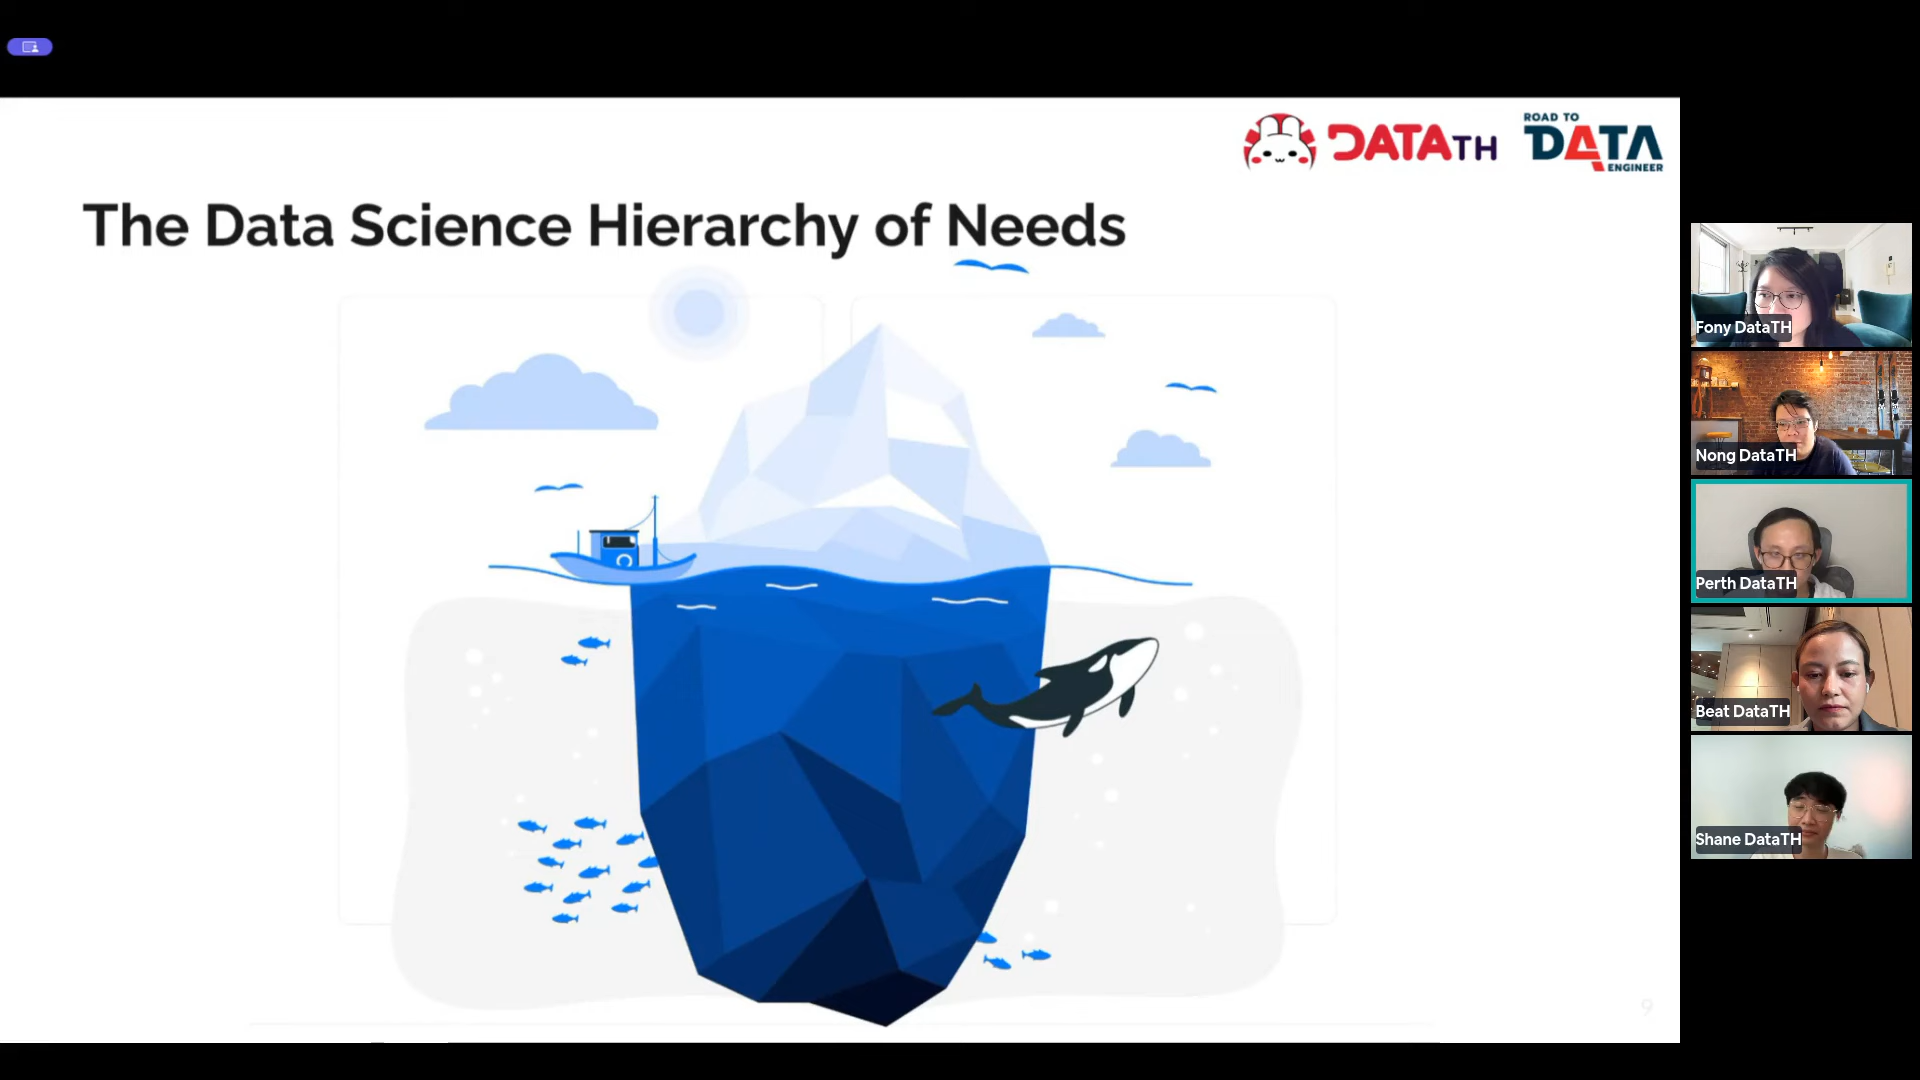 DATATH
ROAD TO
DATA
ENGINEER
The Data Science Hierarchy of Needs
9
Fony DataTH
Nong DataTH
Perth DataTH
Beat DataTH
Shane DataTH